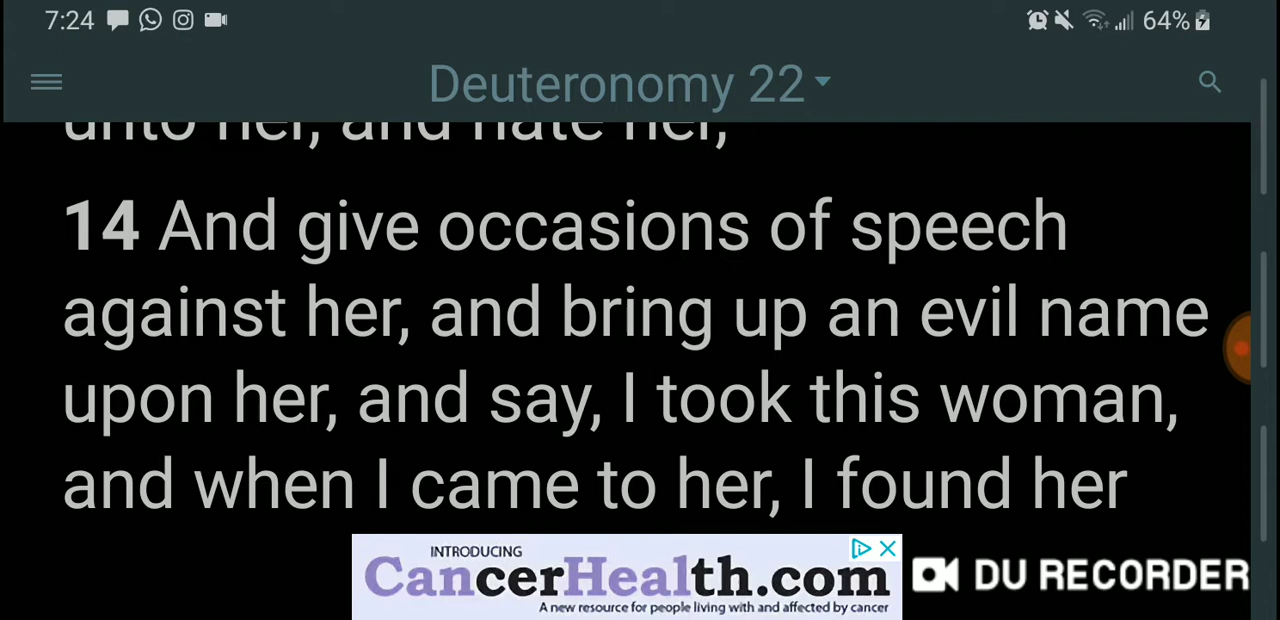 7:24 64%
Deuteronomy 22
unto her, and hate her,
14 And give occasions of speech
against her, and bring up an evil name
upon her, and say, I took this woman,
and when I came to her, I found her
INTRODUCING
CancerHealth.com
A new resource for people living with and affected by cancer
DU RECORDER